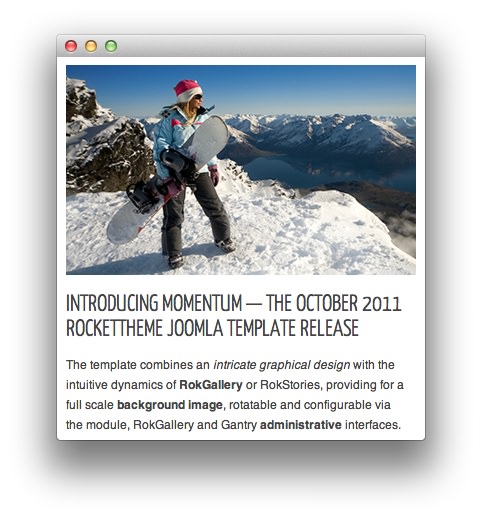 INTRODUCING MOMENTUM — THE OCTOBER 2011
ROCKETTHEME JOOMLA TEMPLATE RELEASE
The template combines an intricate graphical design with the
intuitive dynamics of RokGallery or RokStories, providing for a
full scale background image, rotatable and configurable via
the module, RokGallery and Gantry administrative interfaces.